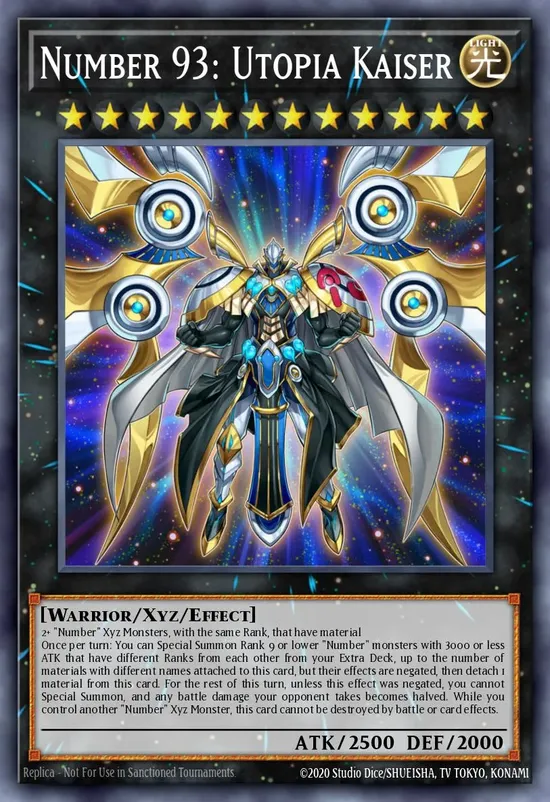 NUMBER 93: UTOPIA KAISER
LIGHT
光
[WARRIOR/XYZ/EFFECT]
2+ "Number" Xyz Monsters, with the same Rank, that have material
Once per turn: You can Special Summon Rank 9 or lower "Number" monsters with 3000 or less
ATK that have different Ranks from each other from your Extra Deck, up to the number of
materials with different names attached to this card, but their effects are negated, then detach 1
material from this card. For the rest of this turn, unless this effect was negated, you cannot
Special Summon, and any battle damage your opponent takes becomes halved. While you
control another "Number" Xyz Monster, this card cannot be destroyed by battle or card effects.
ATK/2500 DEF/2000
Replica - Not For Use in Sanctioned Tournaments
©2020 Studio Dice/SHUEISHA, TV TOKYO, KONAMI